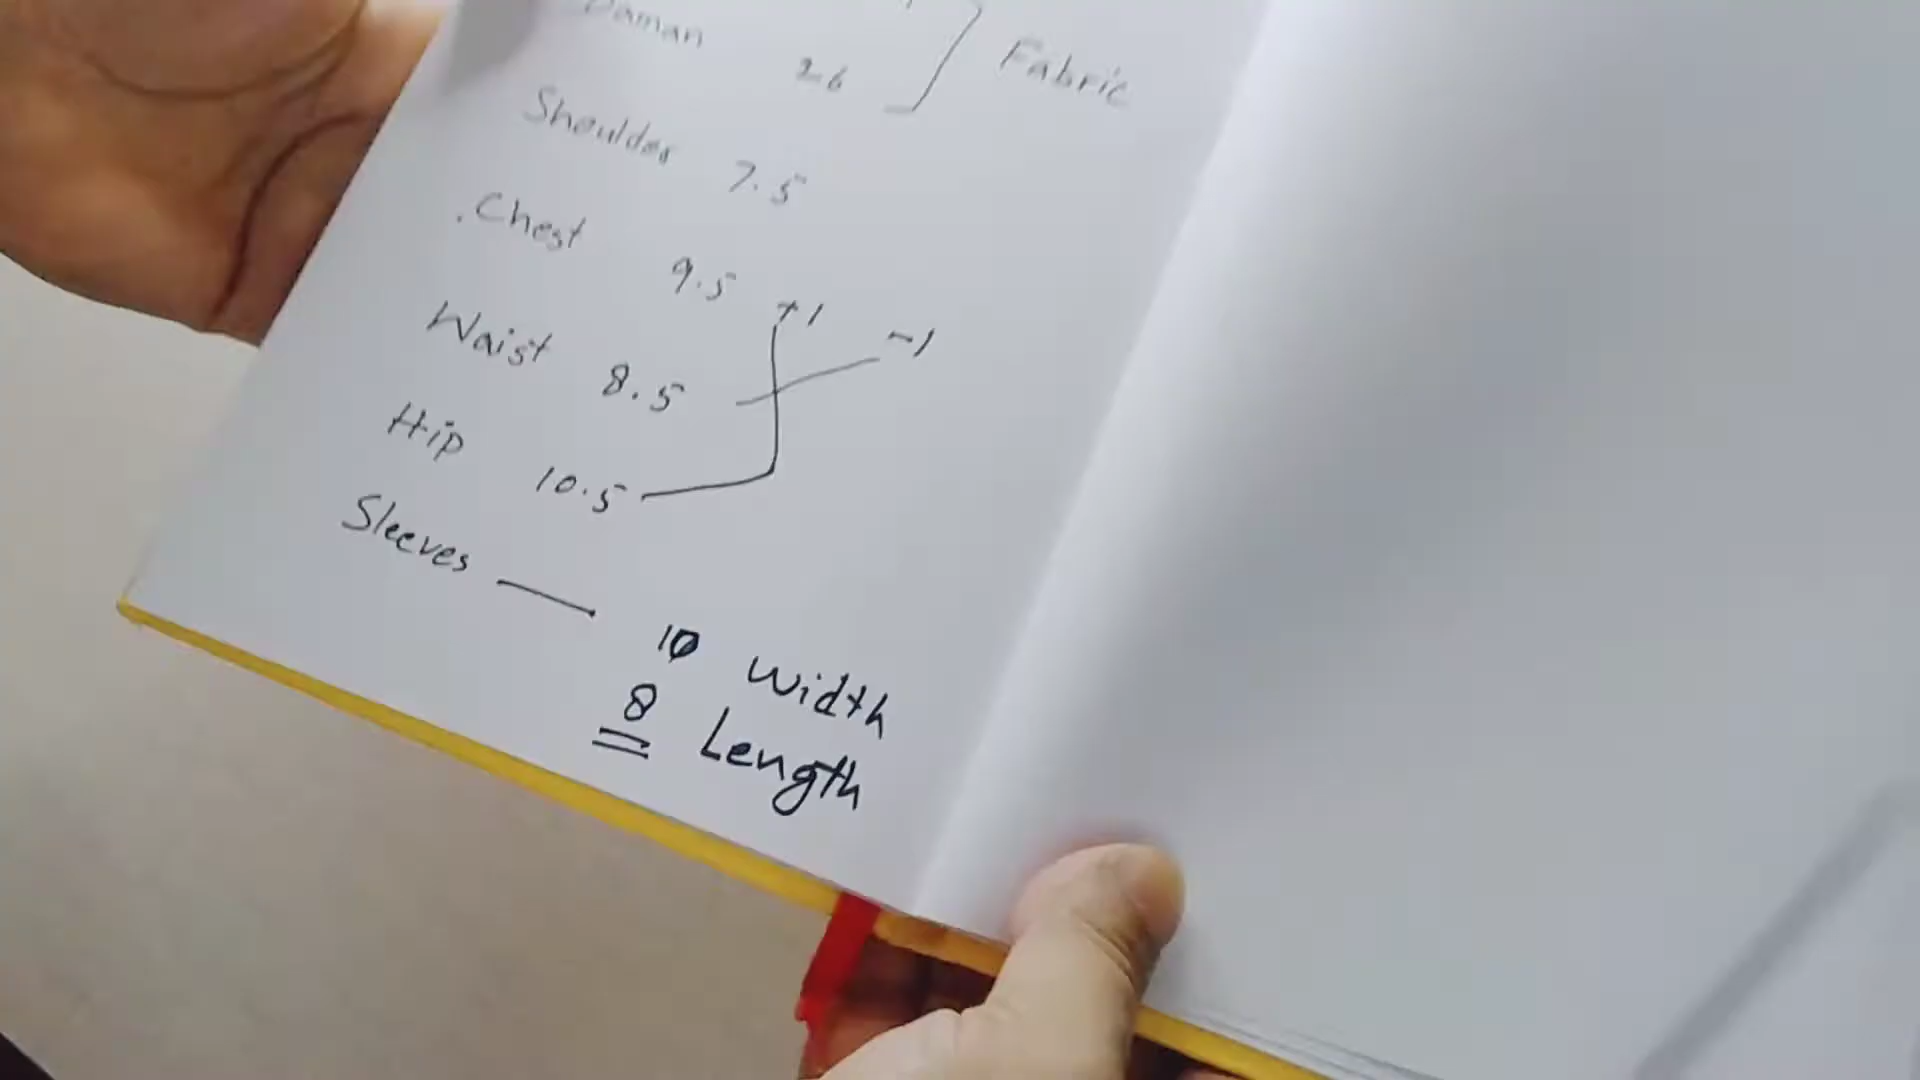 Daman 26 Fabric
Shoulder 7.5
Chest 9.5 +1 -1
Waist 8.5
Hip 10.5
Sleeves — 10 Width
8 Length